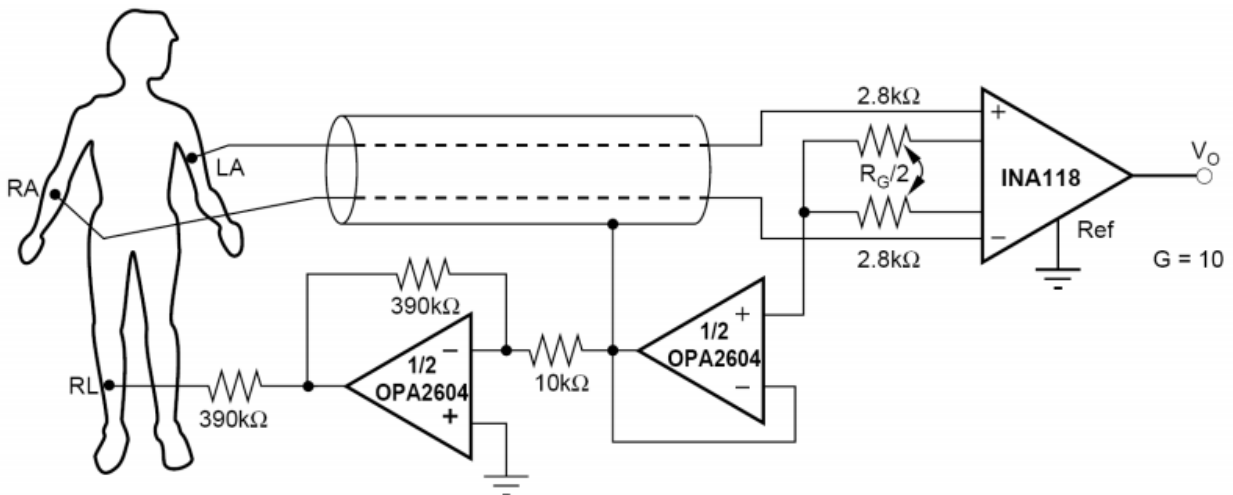 2.8kΩ
+
LA
RA
R_G/2
INA118
V_O
Ref
−
2.8kΩ
G = 10
390kΩ
+
1/2
OPA2604
−
−
1/2
OPA2604
+
10kΩ
RL
390kΩ